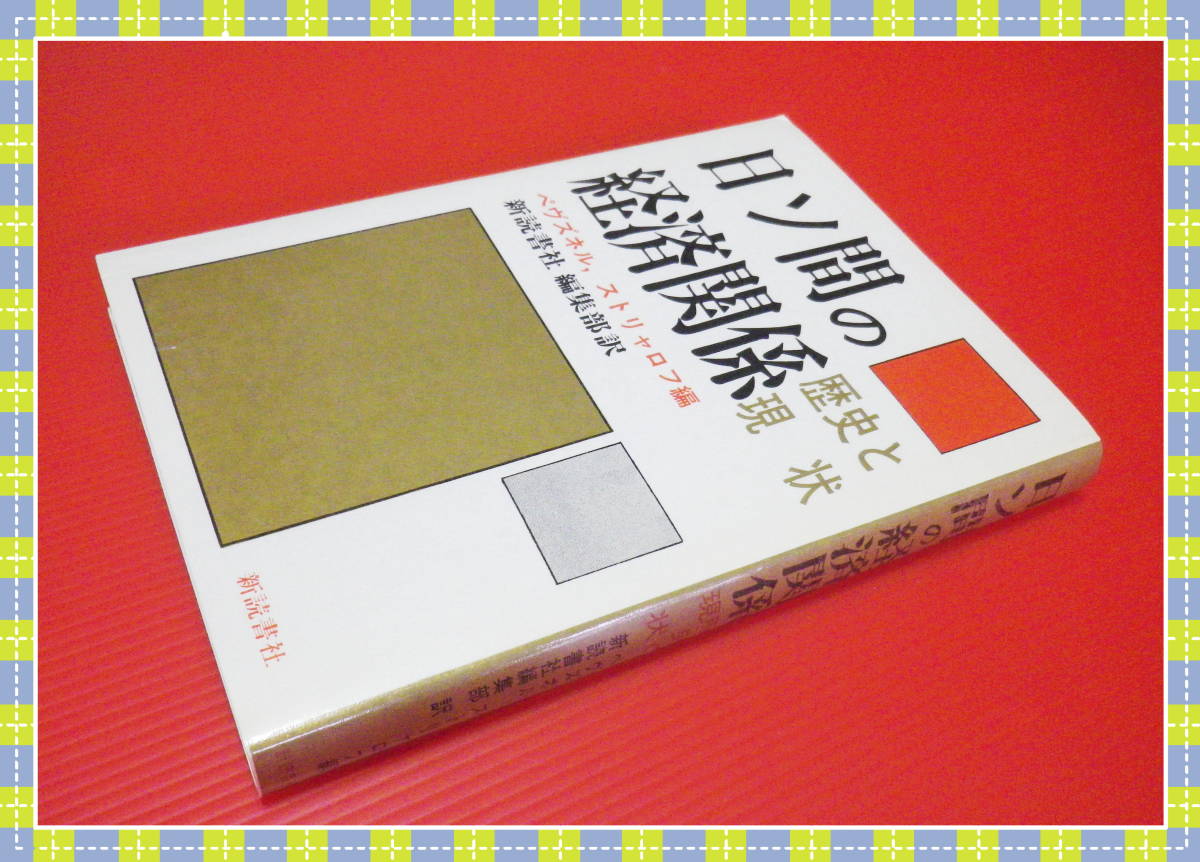 日ソ間の
経済関係
歴史と
現状
ペヴズネル, ストリャロフ編
新読書社 編集部訳
新読書社
日ソ間の経済関係
現状
新読書社編集部訳